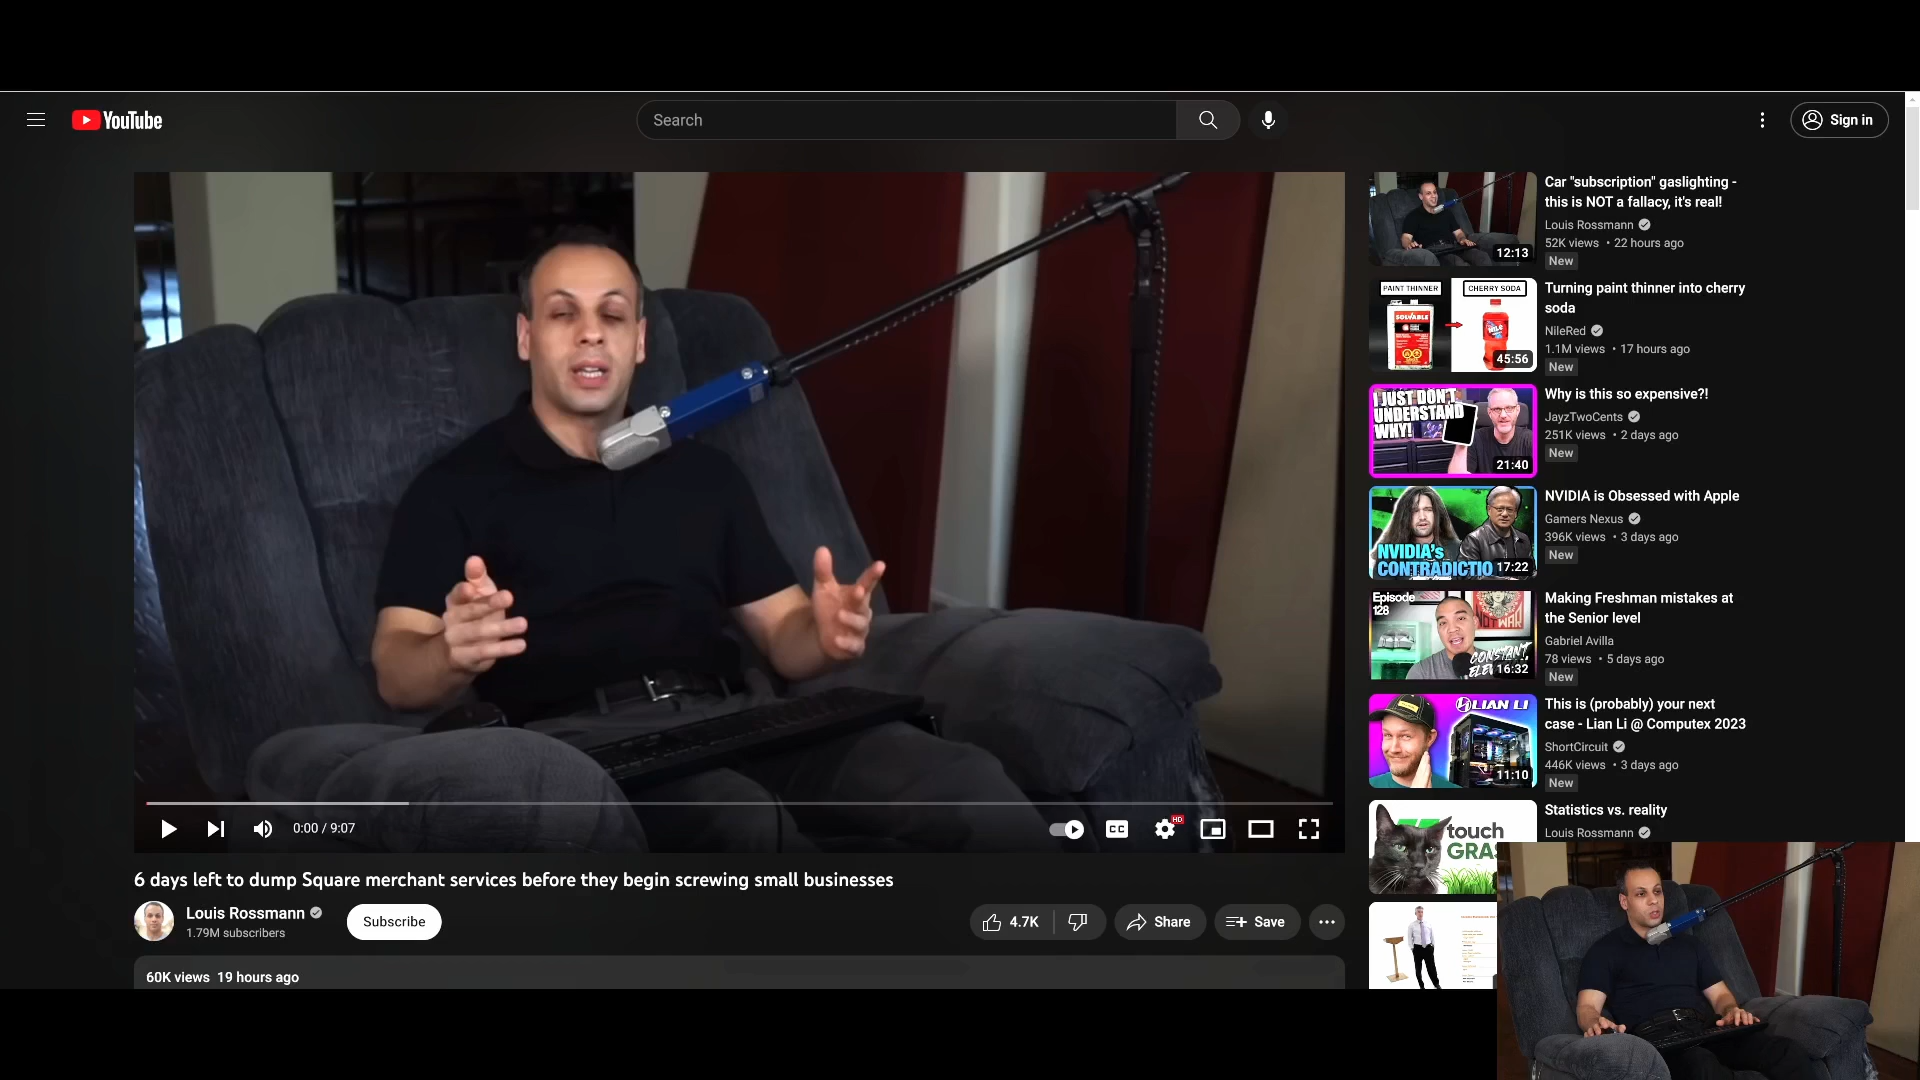 YouTube
Search
Sign in
6 days left to dump Square merchant services before they begin screwing small businesses
Louis Rossmann
1.79M subscribers
Subscribe
4.7K
Share
Save
60K views 19 hours ago
0:00 / 9:07
CC
HD
12:13
Car "subscription" gaslighting -
this is NOT a fallacy, it's real!
Louis Rossmann
52K views • 22 hours ago
New
PAINT THINNER
CHERRY SODA
SOLVABLE
45:56
Turning paint thinner into cherry
soda
NileRed
1.1M views • 17 hours ago
New
I JUST DON'T
UNDERSTAND
WHY!
21:40
Why is this so expensive?!
JayzTwoCents
251K views • 2 days ago
New
NVIDIA's
CONTRADICTIO
17:22
NVIDIA is Obsessed with Apple
Gamers Nexus
396K views • 3 days ago
New
Episode
128
CONSTANT
16:32
Making Freshman mistakes at
the Senior level
Gabriel Avilla
78 views • 5 days ago
New
LIAN LI
11:10
This is (probably) your next
case - Lian Li @ Computex 2023
ShortCircuit
446K views • 3 days ago
New
touch
GRAS
Statistics vs. reality
Louis Rossmann